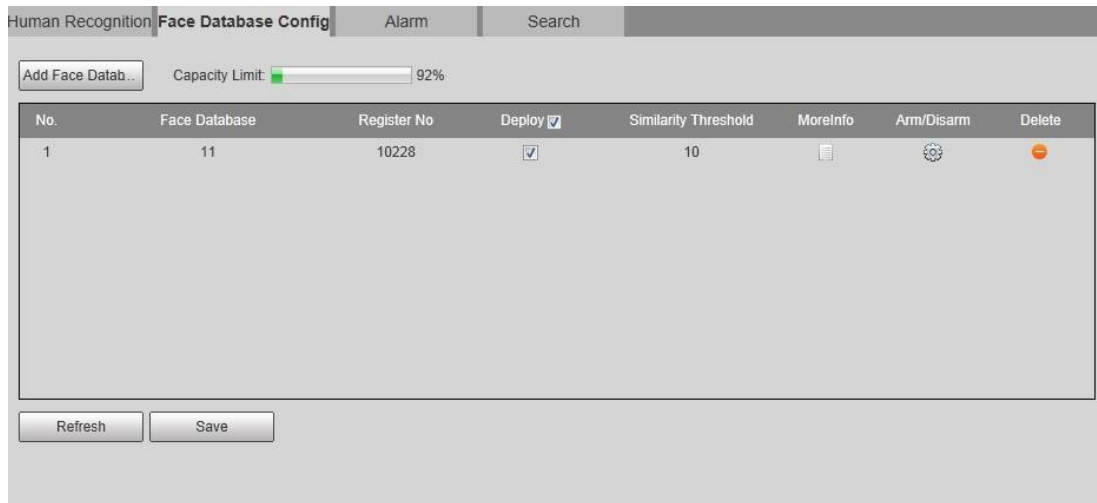 Human Recognition Face Database Config Alarm Search
Add Face Datab... Capacity Limit: 92%
No. Face Database Register No Deploy Similarity Threshold MoreInfo Arm/Disarm Delete
1 11 10228 10
Refresh Save